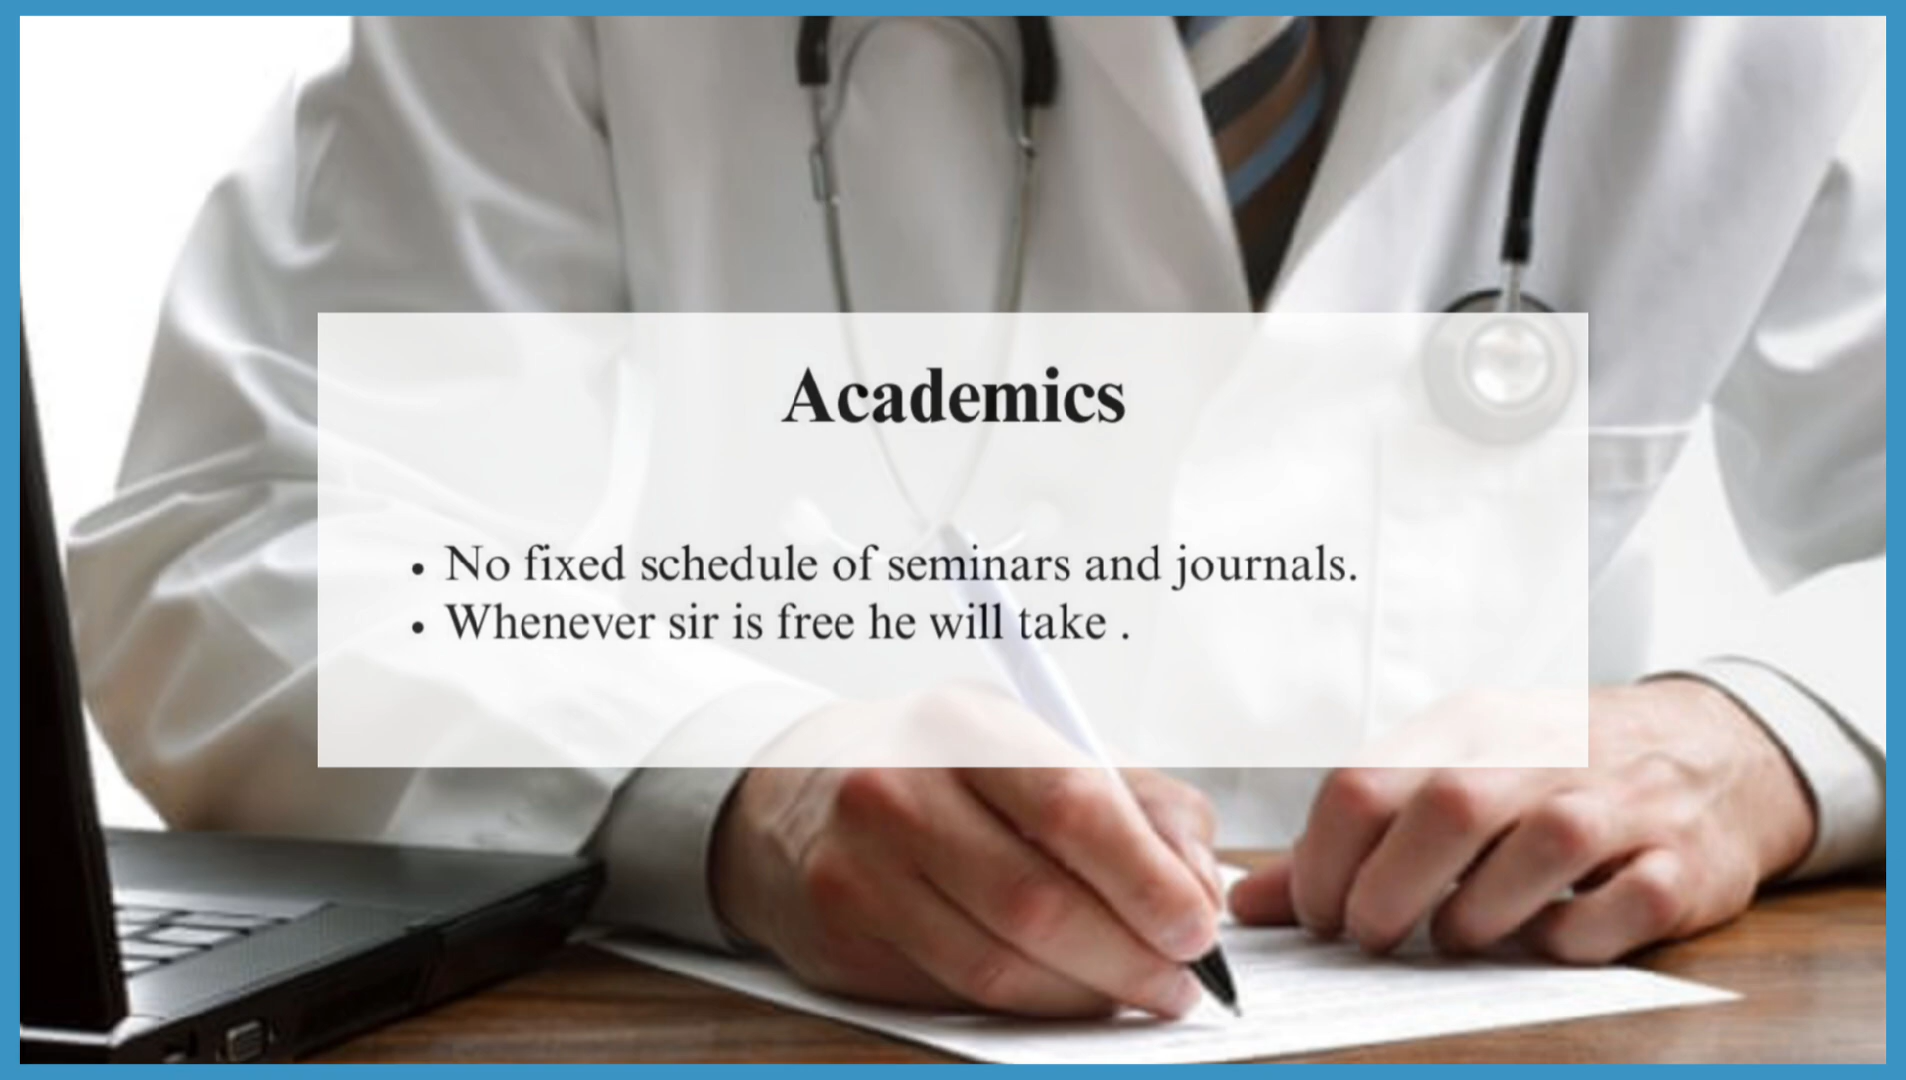 Academics
• No fixed schedule of seminars and journals.
• Whenever sir is free he will take .